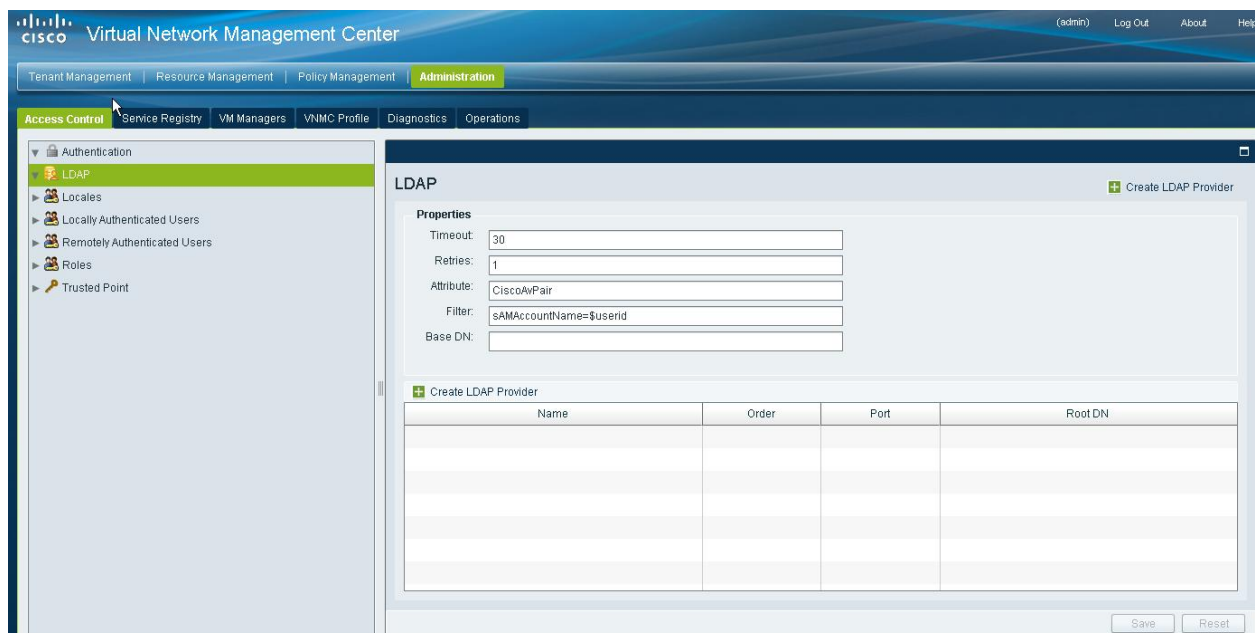 CISCO Virtual Network Management Center
(admin) Log Out About Help
Tenant Management | Resource Management | Policy Management | Administration
Access Control Service Registry VM Managers VNMC Profile Diagnostics Operations
Authentication
LDAP
Locales
Locally Authenticated Users
Remotely Authenticated Users
Roles
Trusted Point
LDAP
Create LDAP Provider
Properties
Timeout: 30
Retries: 1
Attribute: CiscoAvPair
Filter: sAMAccountName=$userid
Base DN:
Create LDAP Provider
Name Order Port Root DN
Save Reset